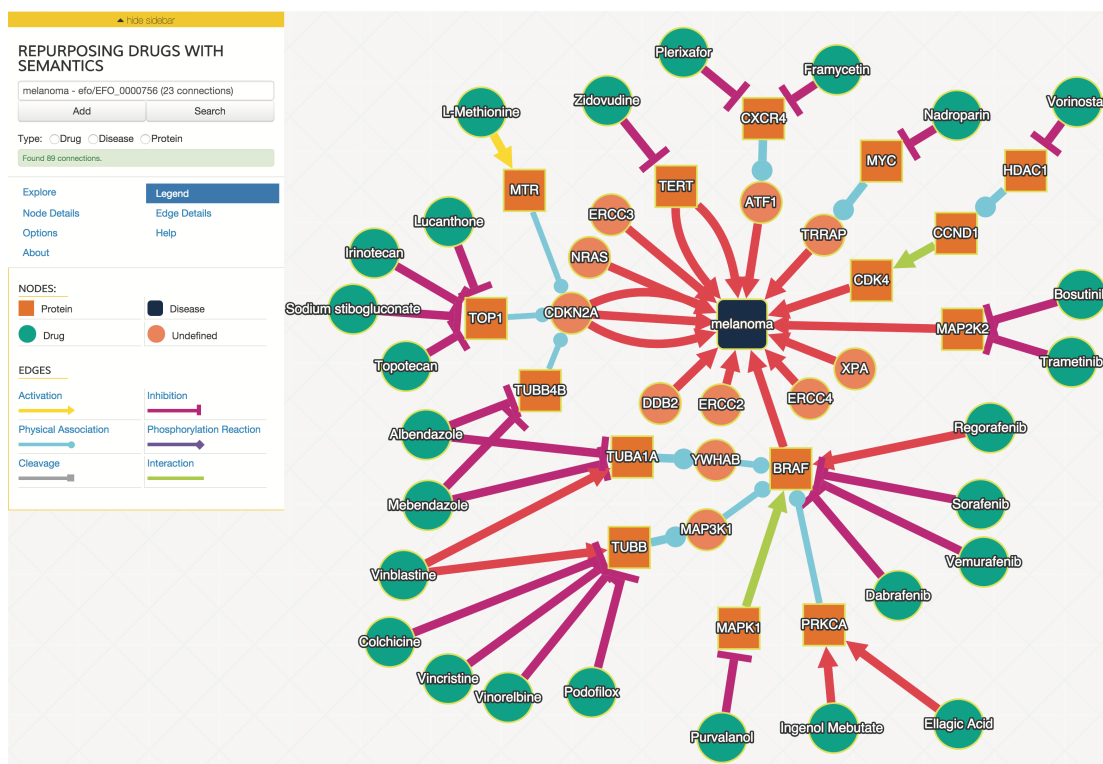 hide sidebar
REPURPOSING DRUGS WITH
SEMANTICS
melanoma - efo/EFO_0000756 (23 connections)
Add
Search
Type: Drug Disease Protein
Found 89 connections.
Explore
Legend
Node Details
Edge Details
Options
Help
About
NODES:
Protein
Disease
Drug
Undefined
EDGES
Activation
Inhibition
Physical Association
Phosphorylation Reaction
Cleavage
Interaction
Plerixafor
Framycetin
Zidovudine
L-Methionine
CXCR4
Nadroparin
Vorinosta
MYC
HDAC1
MTR
TERT
ATF1
ERCC3
Lucanthone
TRRAP
CCND1
Irinotecan
NRAS
CDK4
Bosutini
Sodium stibogluconate
TOP1
CDKN2A
melanoma
MAP2K2
Topotecan
XPA
Trametinib
TUBB4B
DDB2
ERCC2
ERCC4
Albendazole
Regorafenib
TUBA1A
YWHAB
BRAF
Mebendazole
Sorafenib
MAP3K1
TUBB
Vemurafenib
Vinblastine
Dabrafenib
MAPK1
PRKCA
Colchicine
Vincristine
Vinorelbine
Podofilox
Purvalanol
Ingenol Mebutate
Ellagic Acid